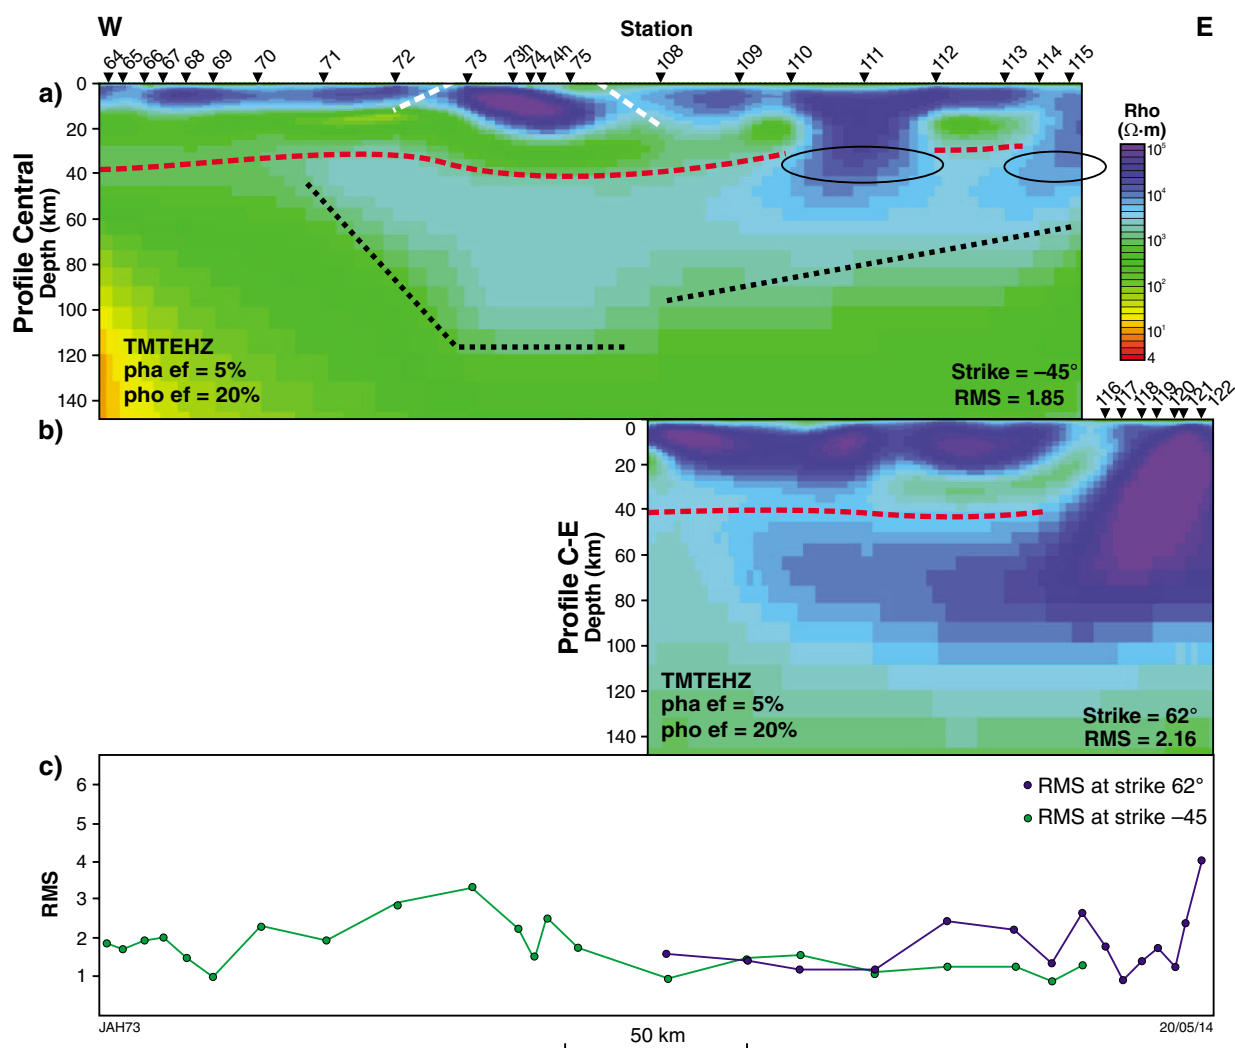 W
Station
E
64 65 66 67 68 69 70 71 72 73 73h 74 74h 75 108 109 110 111 112 113 114 115
a)
Profile Central
Depth (km)
0
20
40
60
80
100
120
140
TMTEHZ
pha ef = 5%
pho ef = 20%
Strike = –45°
RMS = 1.85
Rho
(Ω·m)
10⁵
10⁴
10³
10²
10¹
4
116 117 118 119 120 121 122
b)
Profile C-E
Depth (km)
0
20
40
60
80
100
120
140
TMTEHZ
pha ef = 5%
pho ef = 20%
Strike = 62°
RMS = 2.16
c)
RMS
6
5
4
3
2
1
RMS at strike 62°
RMS at strike –45
JAH73
50 km
20/05/14